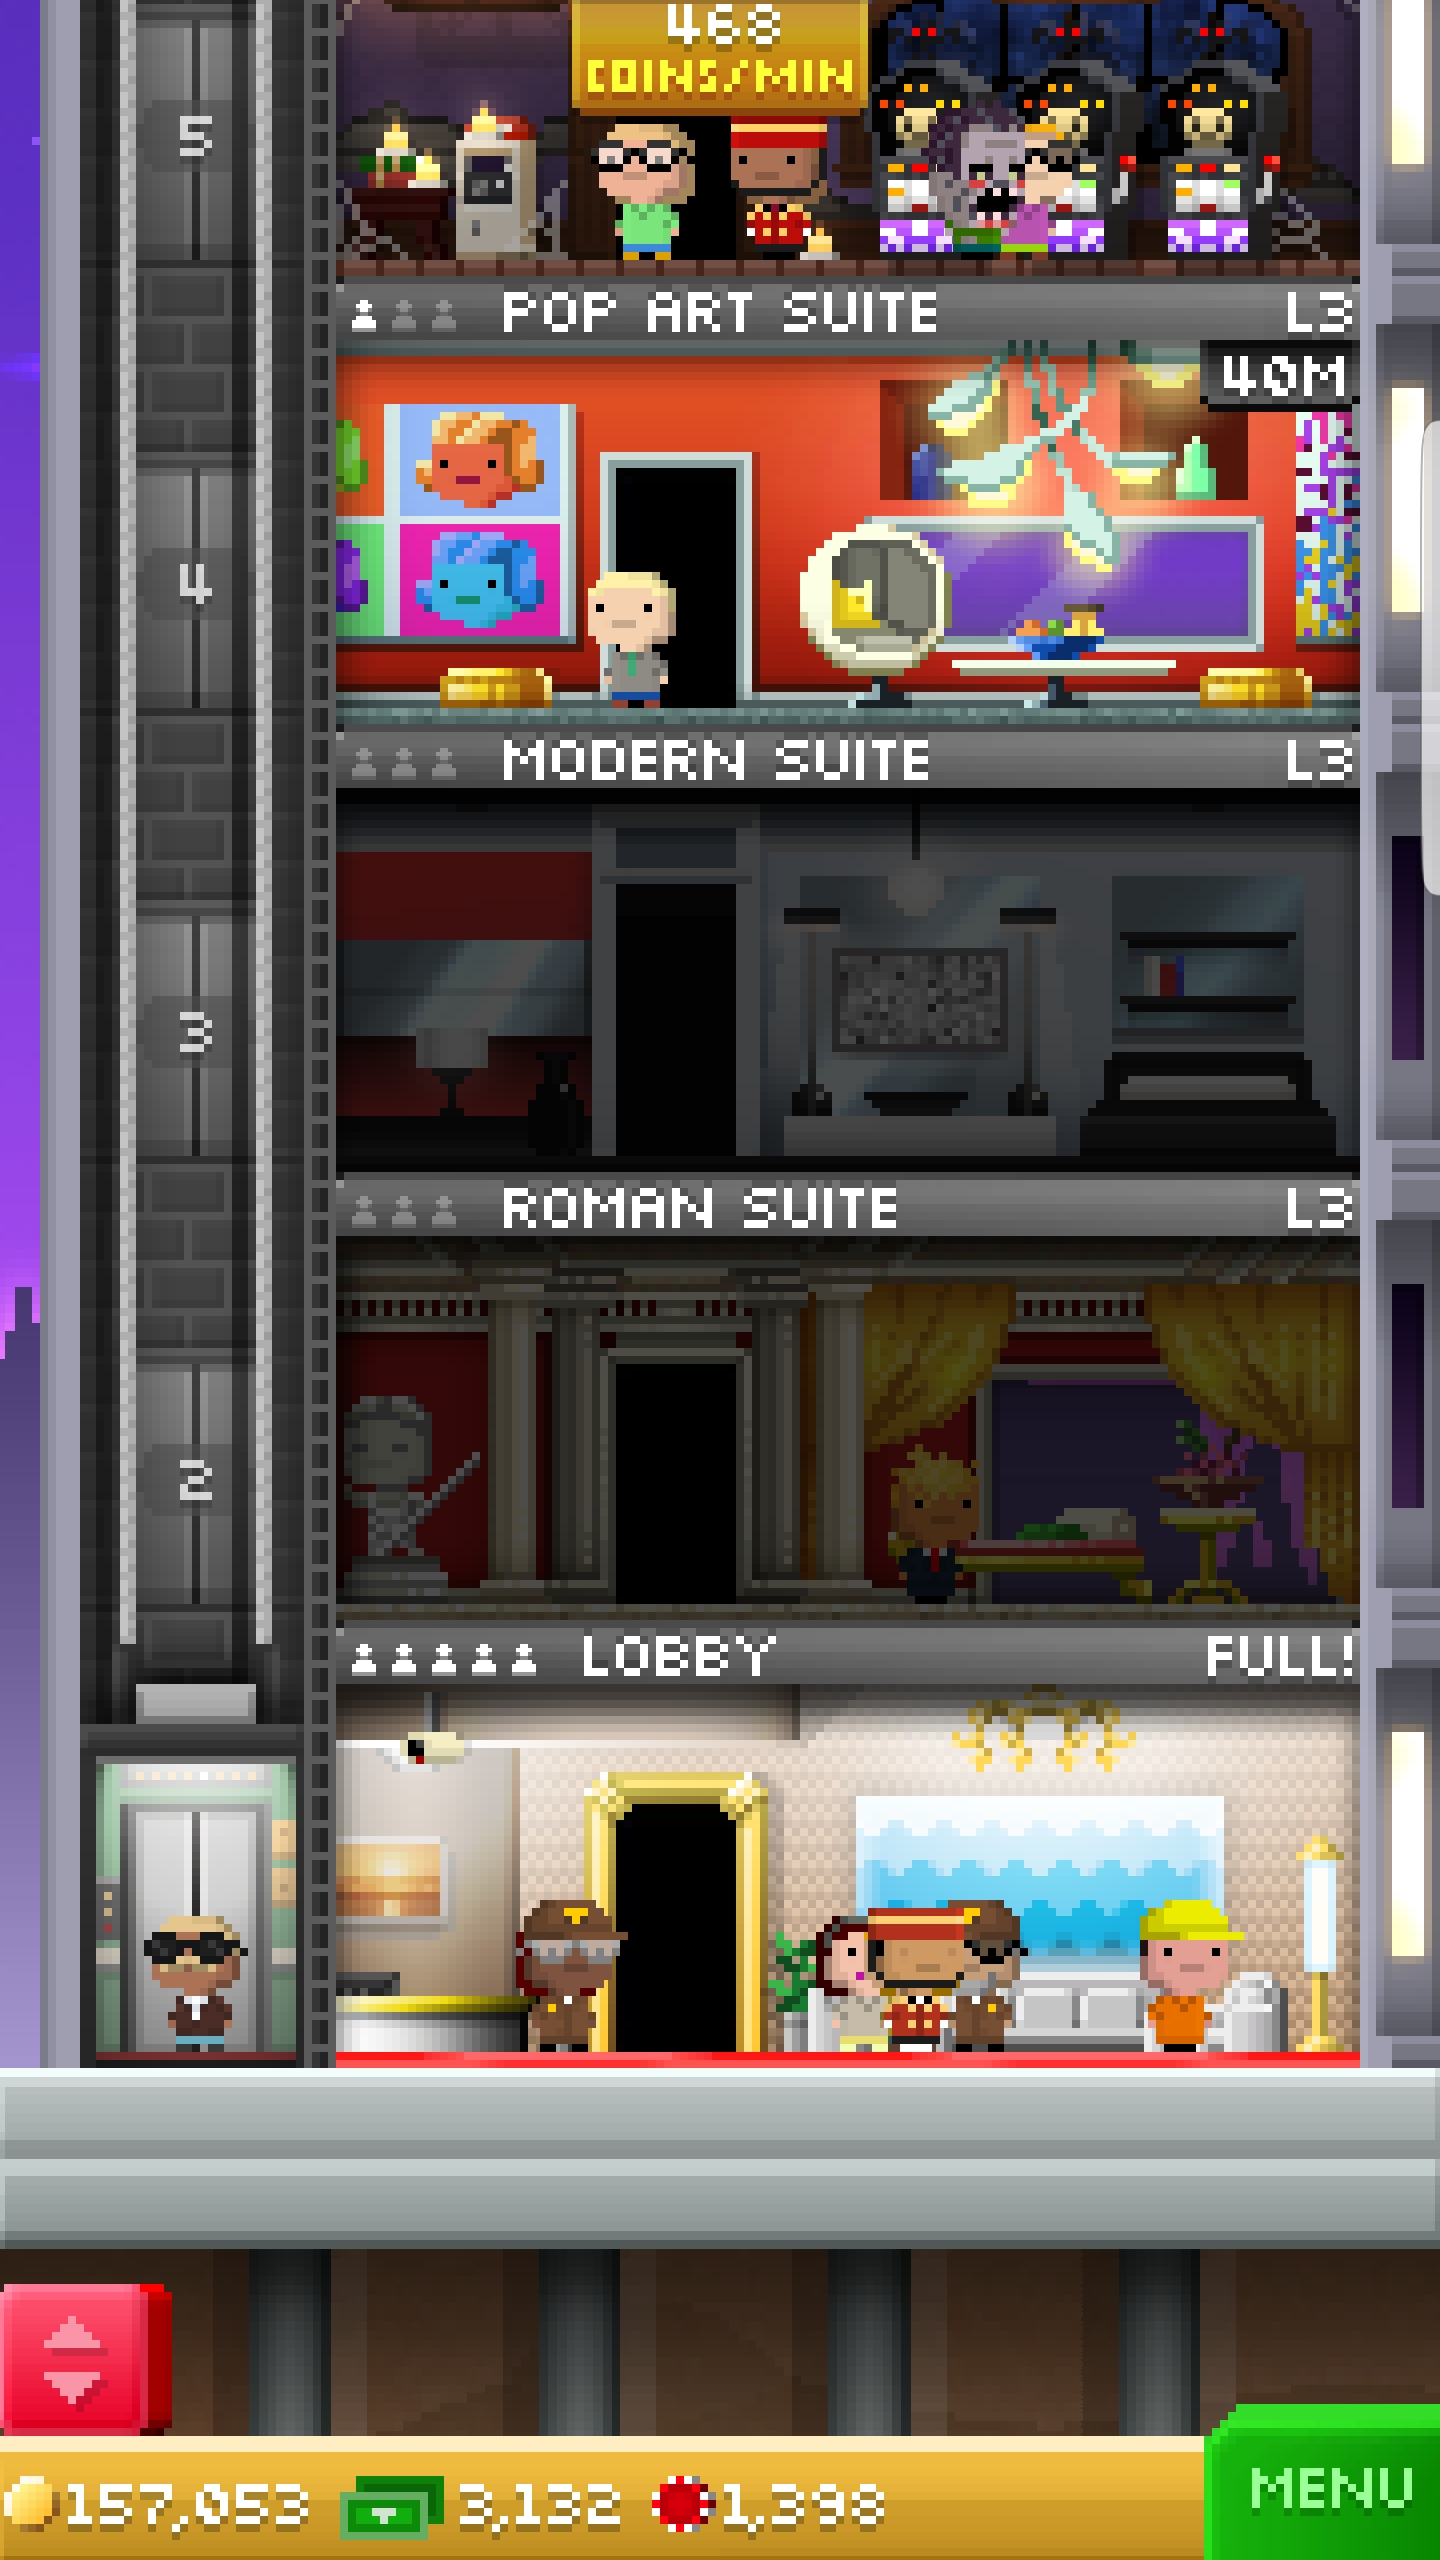 468
COINS/MIN
5
POP ART SUITE L3
40M
4
MODERN SUITE L3
3
ROMAN SUITE L3
2
LOBBY FULL!
157,053 3,132 1,398
MENU